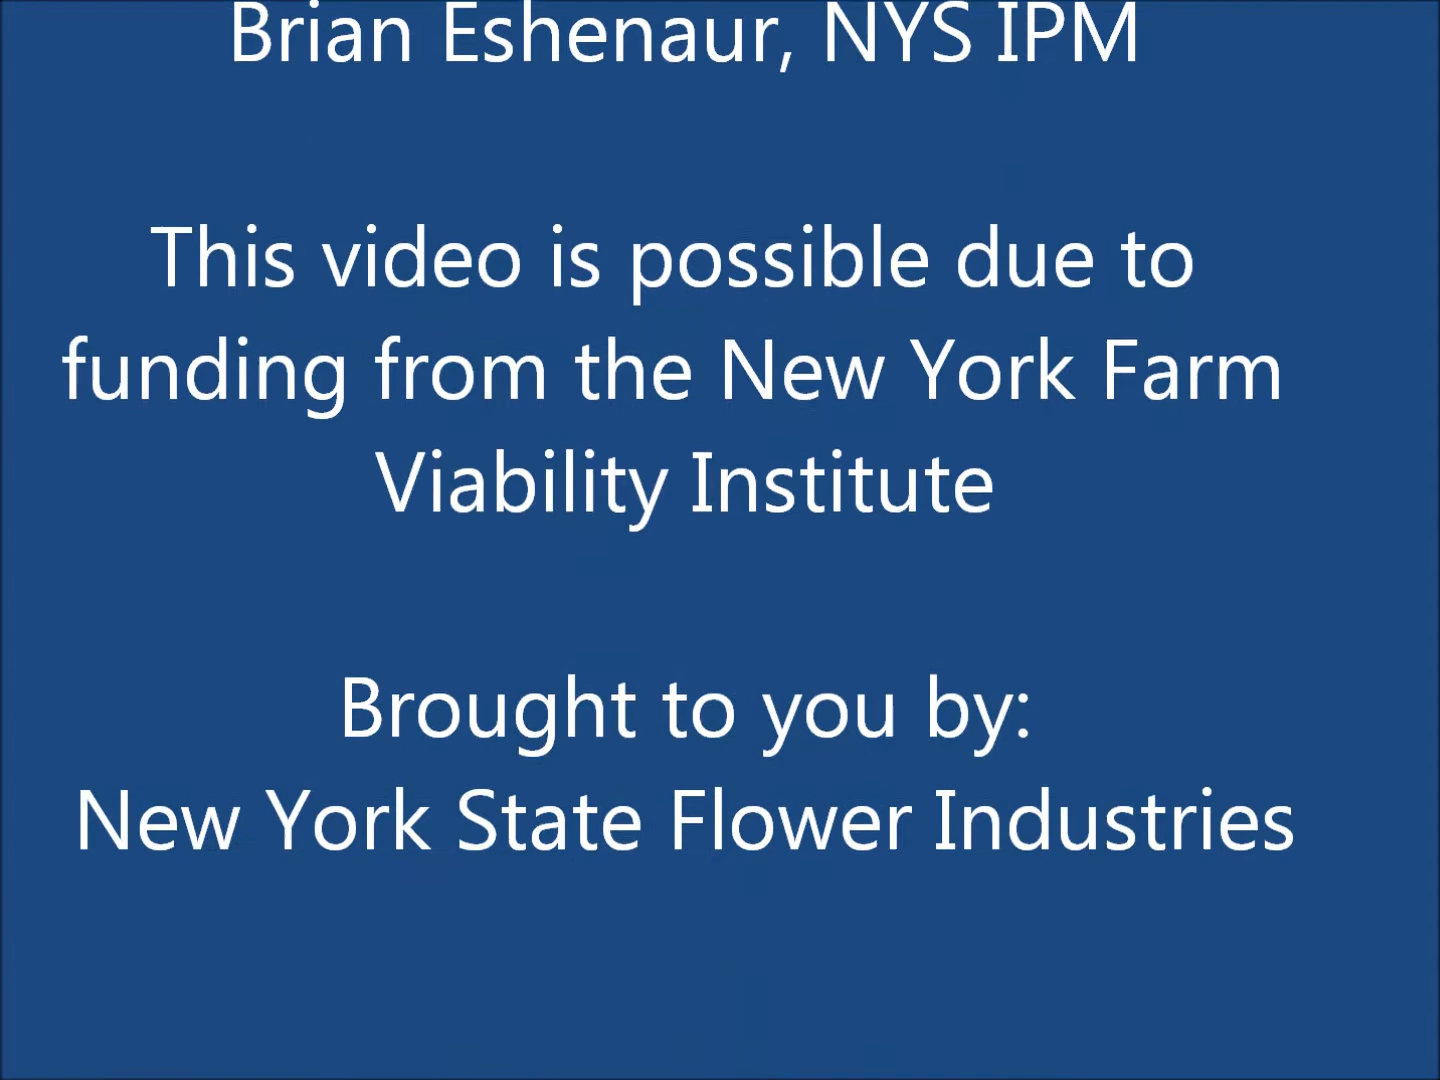 Brian Eshenaur, NYS IPM
This video is possible due to
funding from the New York Farm
Viability Institute
Brought to you by:
New York State Flower Industries